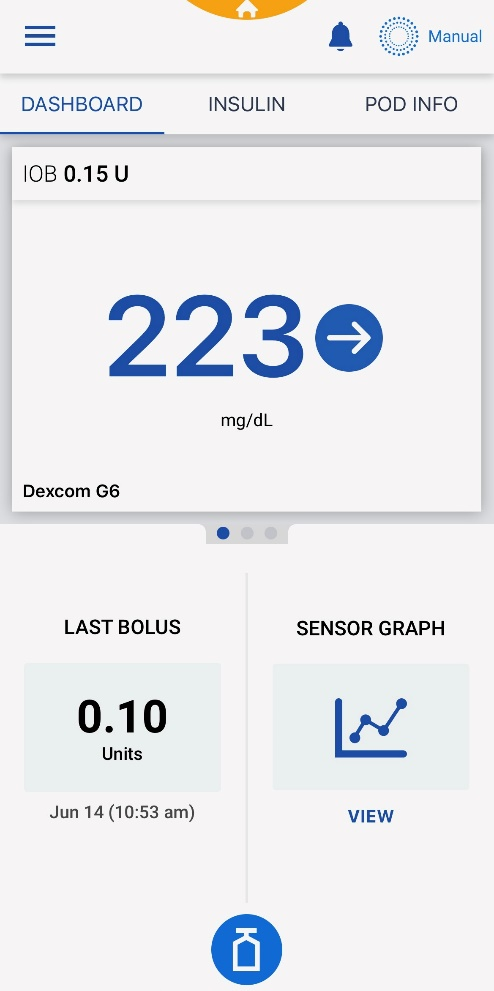 Manual
DASHBOARD INSULIN POD INFO
IOB 0.15 U
223
mg/dL
Dexcom G6
LAST BOLUS
0.10
Units
Jun 14 (10:53 am)
SENSOR GRAPH
VIEW